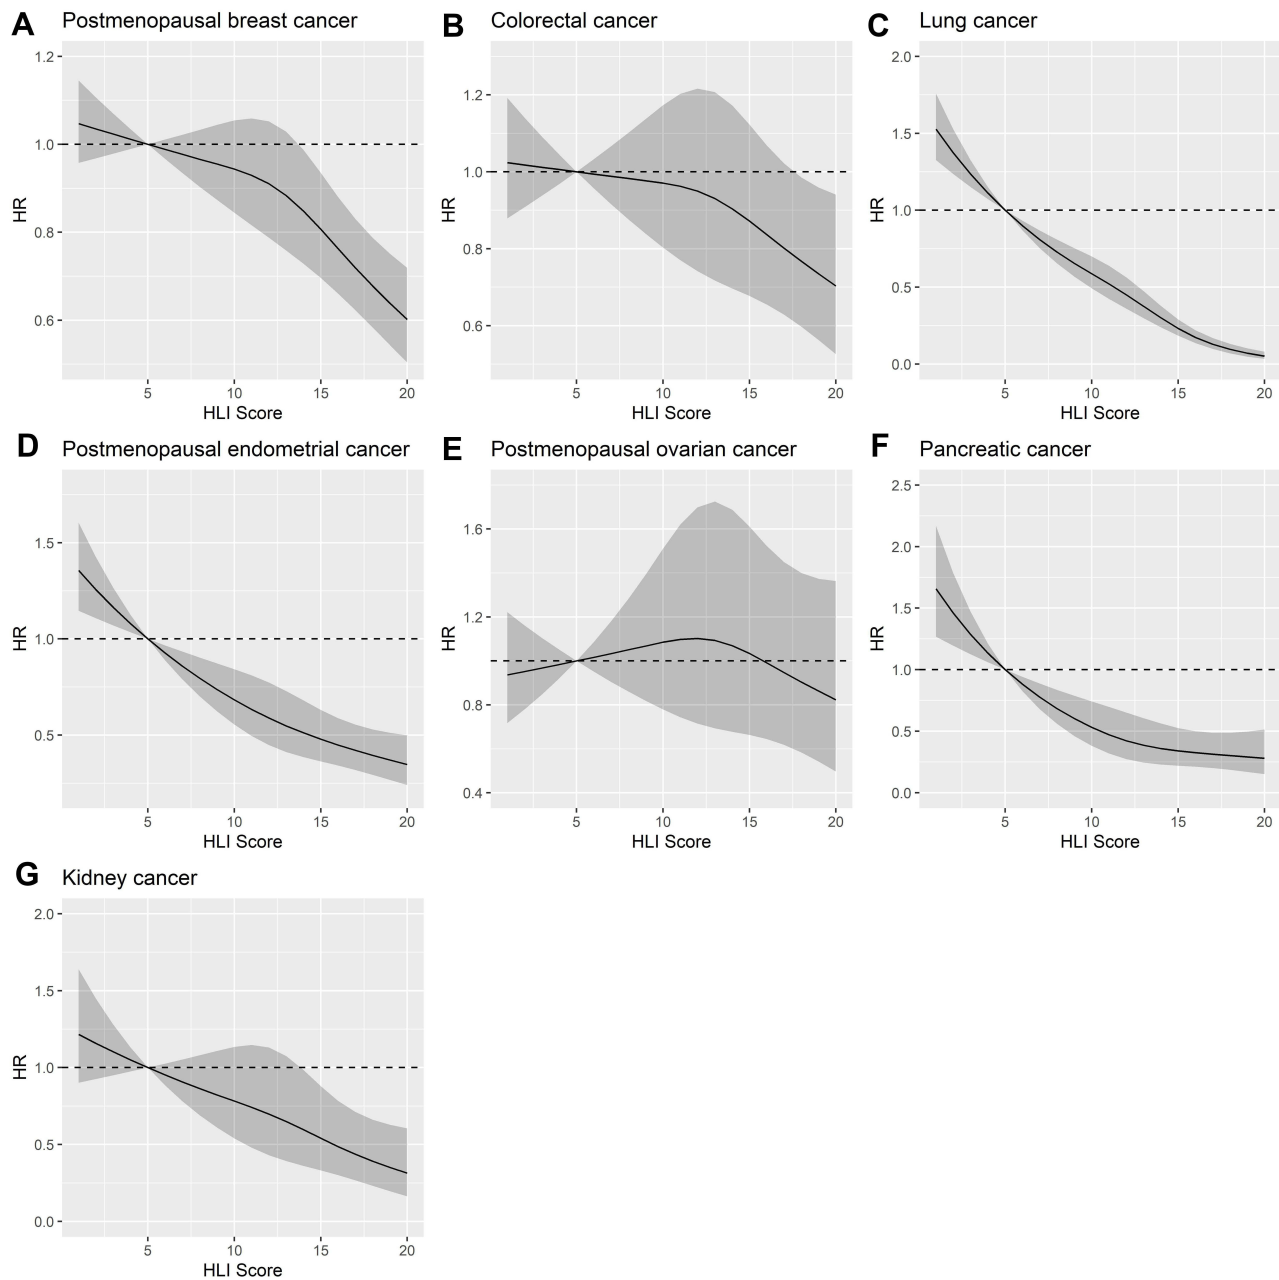 A Postmenopausal breast cancer
1.2
1.0
0.8
0.6
HR
5 10 15 20
HLI Score
B Colorectal cancer
1.2
1.0
0.8
0.6
HR
5 10 15 20
HLI Score
C Lung cancer
2.0
1.5
1.0
0.5
0.0
HR
5 10 15 20
HLI Score
D Postmenopausal endometrial cancer
1.5
1.0
0.5
HR
5 10 15 20
HLI Score
E Postmenopausal ovarian cancer
1.6
1.2
0.8
0.4
HR
5 10 15 20
HLI Score
F Pancreatic cancer
2.5
2.0
1.5
1.0
0.5
0.0
HR
5 10 15 20
HLI Score
G Kidney cancer
2.0
1.5
1.0
0.5
0.0
HR
5 10 15 20
HLI Score